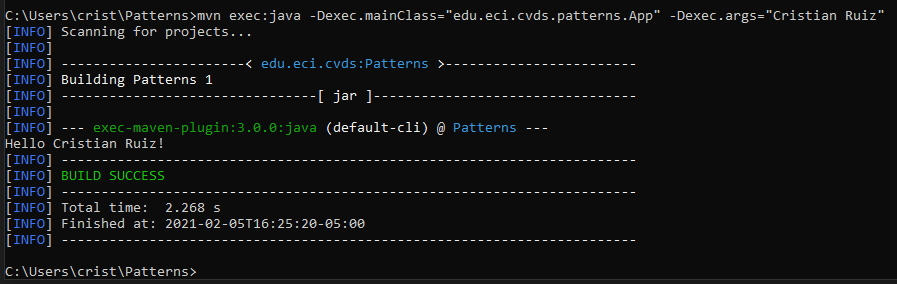 C:\Users\crist\Patterns>mvn exec:java -Dexec.mainClass="edu.eci.cvds.patterns.App" -Dexec.args="Cristian Ruiz"
[INFO] Scanning for projects...
[INFO]
[INFO] -----------------------< edu.eci.cvds:Patterns >------------------------
[INFO] Building Patterns 1
[INFO] --------------------------------[ jar ]---------------------------------
[INFO]
[INFO] --- exec-maven-plugin:3.0.0:java (default-cli) @ Patterns ---
Hello Cristian Ruiz!
[INFO] ------------------------------------------------------------------------
[INFO] BUILD SUCCESS
[INFO] ------------------------------------------------------------------------
[INFO] Total time:  2.268 s
[INFO] Finished at: 2021-02-05T16:25:20-05:00
[INFO] ------------------------------------------------------------------------
C:\Users\crist\Patterns>